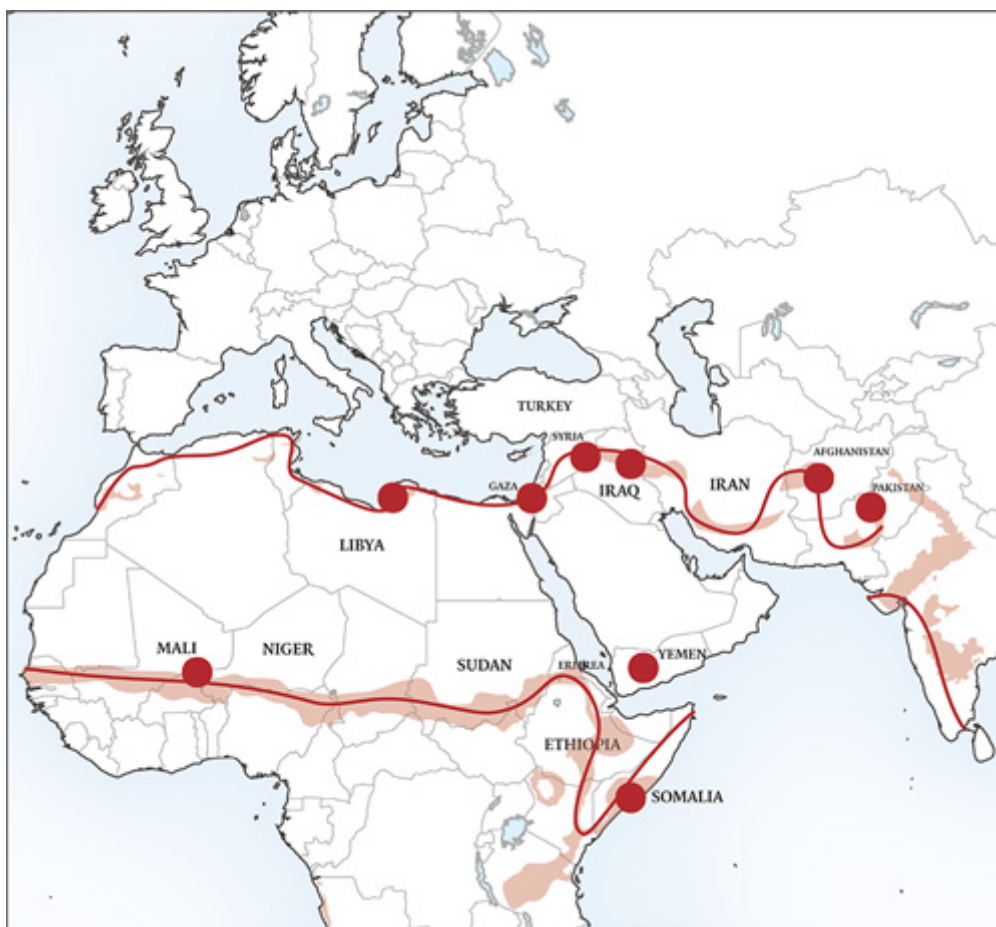 TURKEY
SYRIA
AFGHANISTAN
GAZA
IRAQ
IRAN
PAKISTAN
LIBYA
MALI
NIGER
SUDAN
ERITREA
YEMEN
ETHIOPIA
SOMALIA